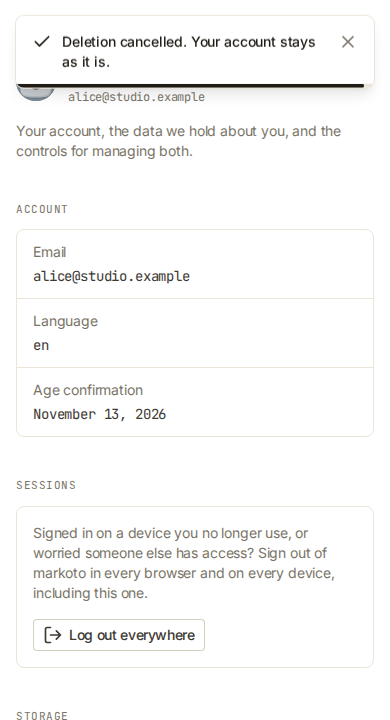 Deletion cancelled. Your account stays
as it is.
alice@studio.example
Your account, the data we hold about you, and the
controls for managing both.
ACCOUNT
Email
alice@studio.example
Language
en
Age confirmation
November 13, 2026
SESSIONS
Signed in on a device you no longer use, or
worried someone else has access? Sign out of
markoto in every browser and on every device,
including this one.
Log out everywhere
STORAGE